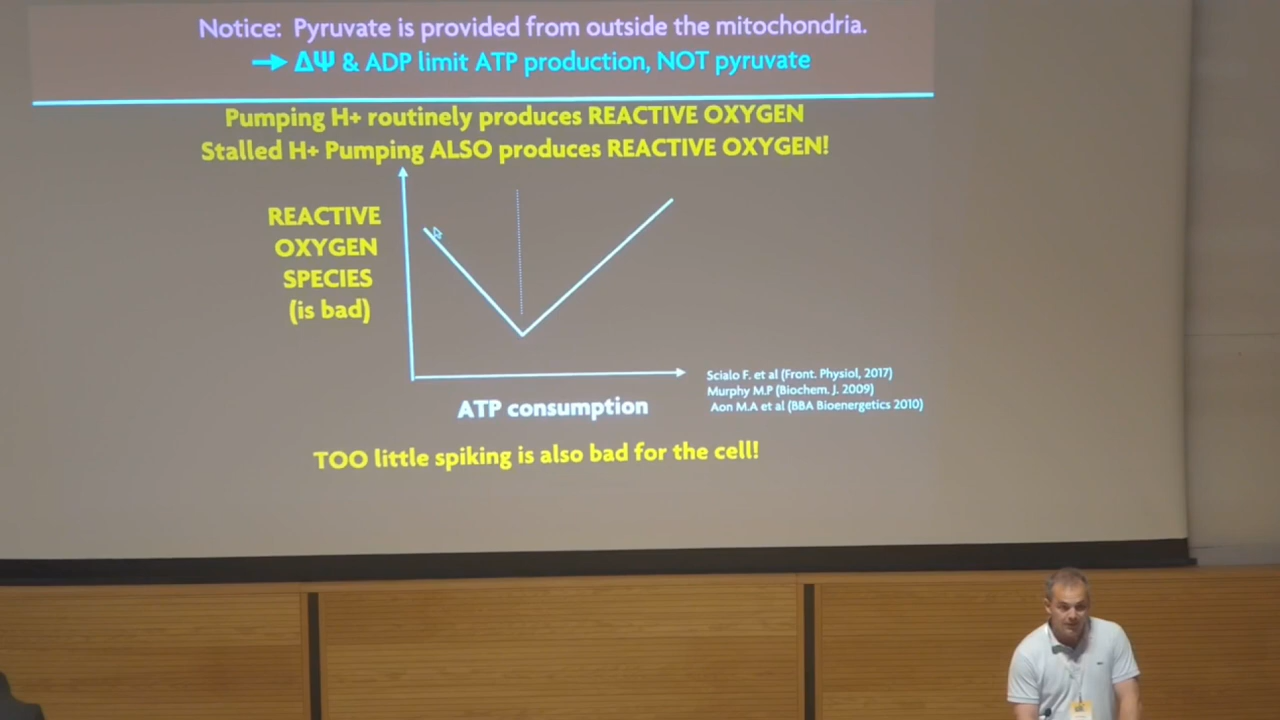 Notice: Pyruvate is provided from outside the mitochondria.
→ ΔΨ & ADP limit ATP production, NOT pyruvate
Pumping H+ routinely produces REACTIVE OXYGEN
Stalled H+ Pumping ALSO produces REACTIVE OXYGEN!
REACTIVE
OXYGEN
SPECIES
(is bad)
Scialo F. et al (Front. Physiol, 2017)
Murphy M.P (Biochem. J. 2009)
Aon M.A et al (BBA Bioenergetics 2010)
ATP consumption
TOO little spiking is also bad for the cell!